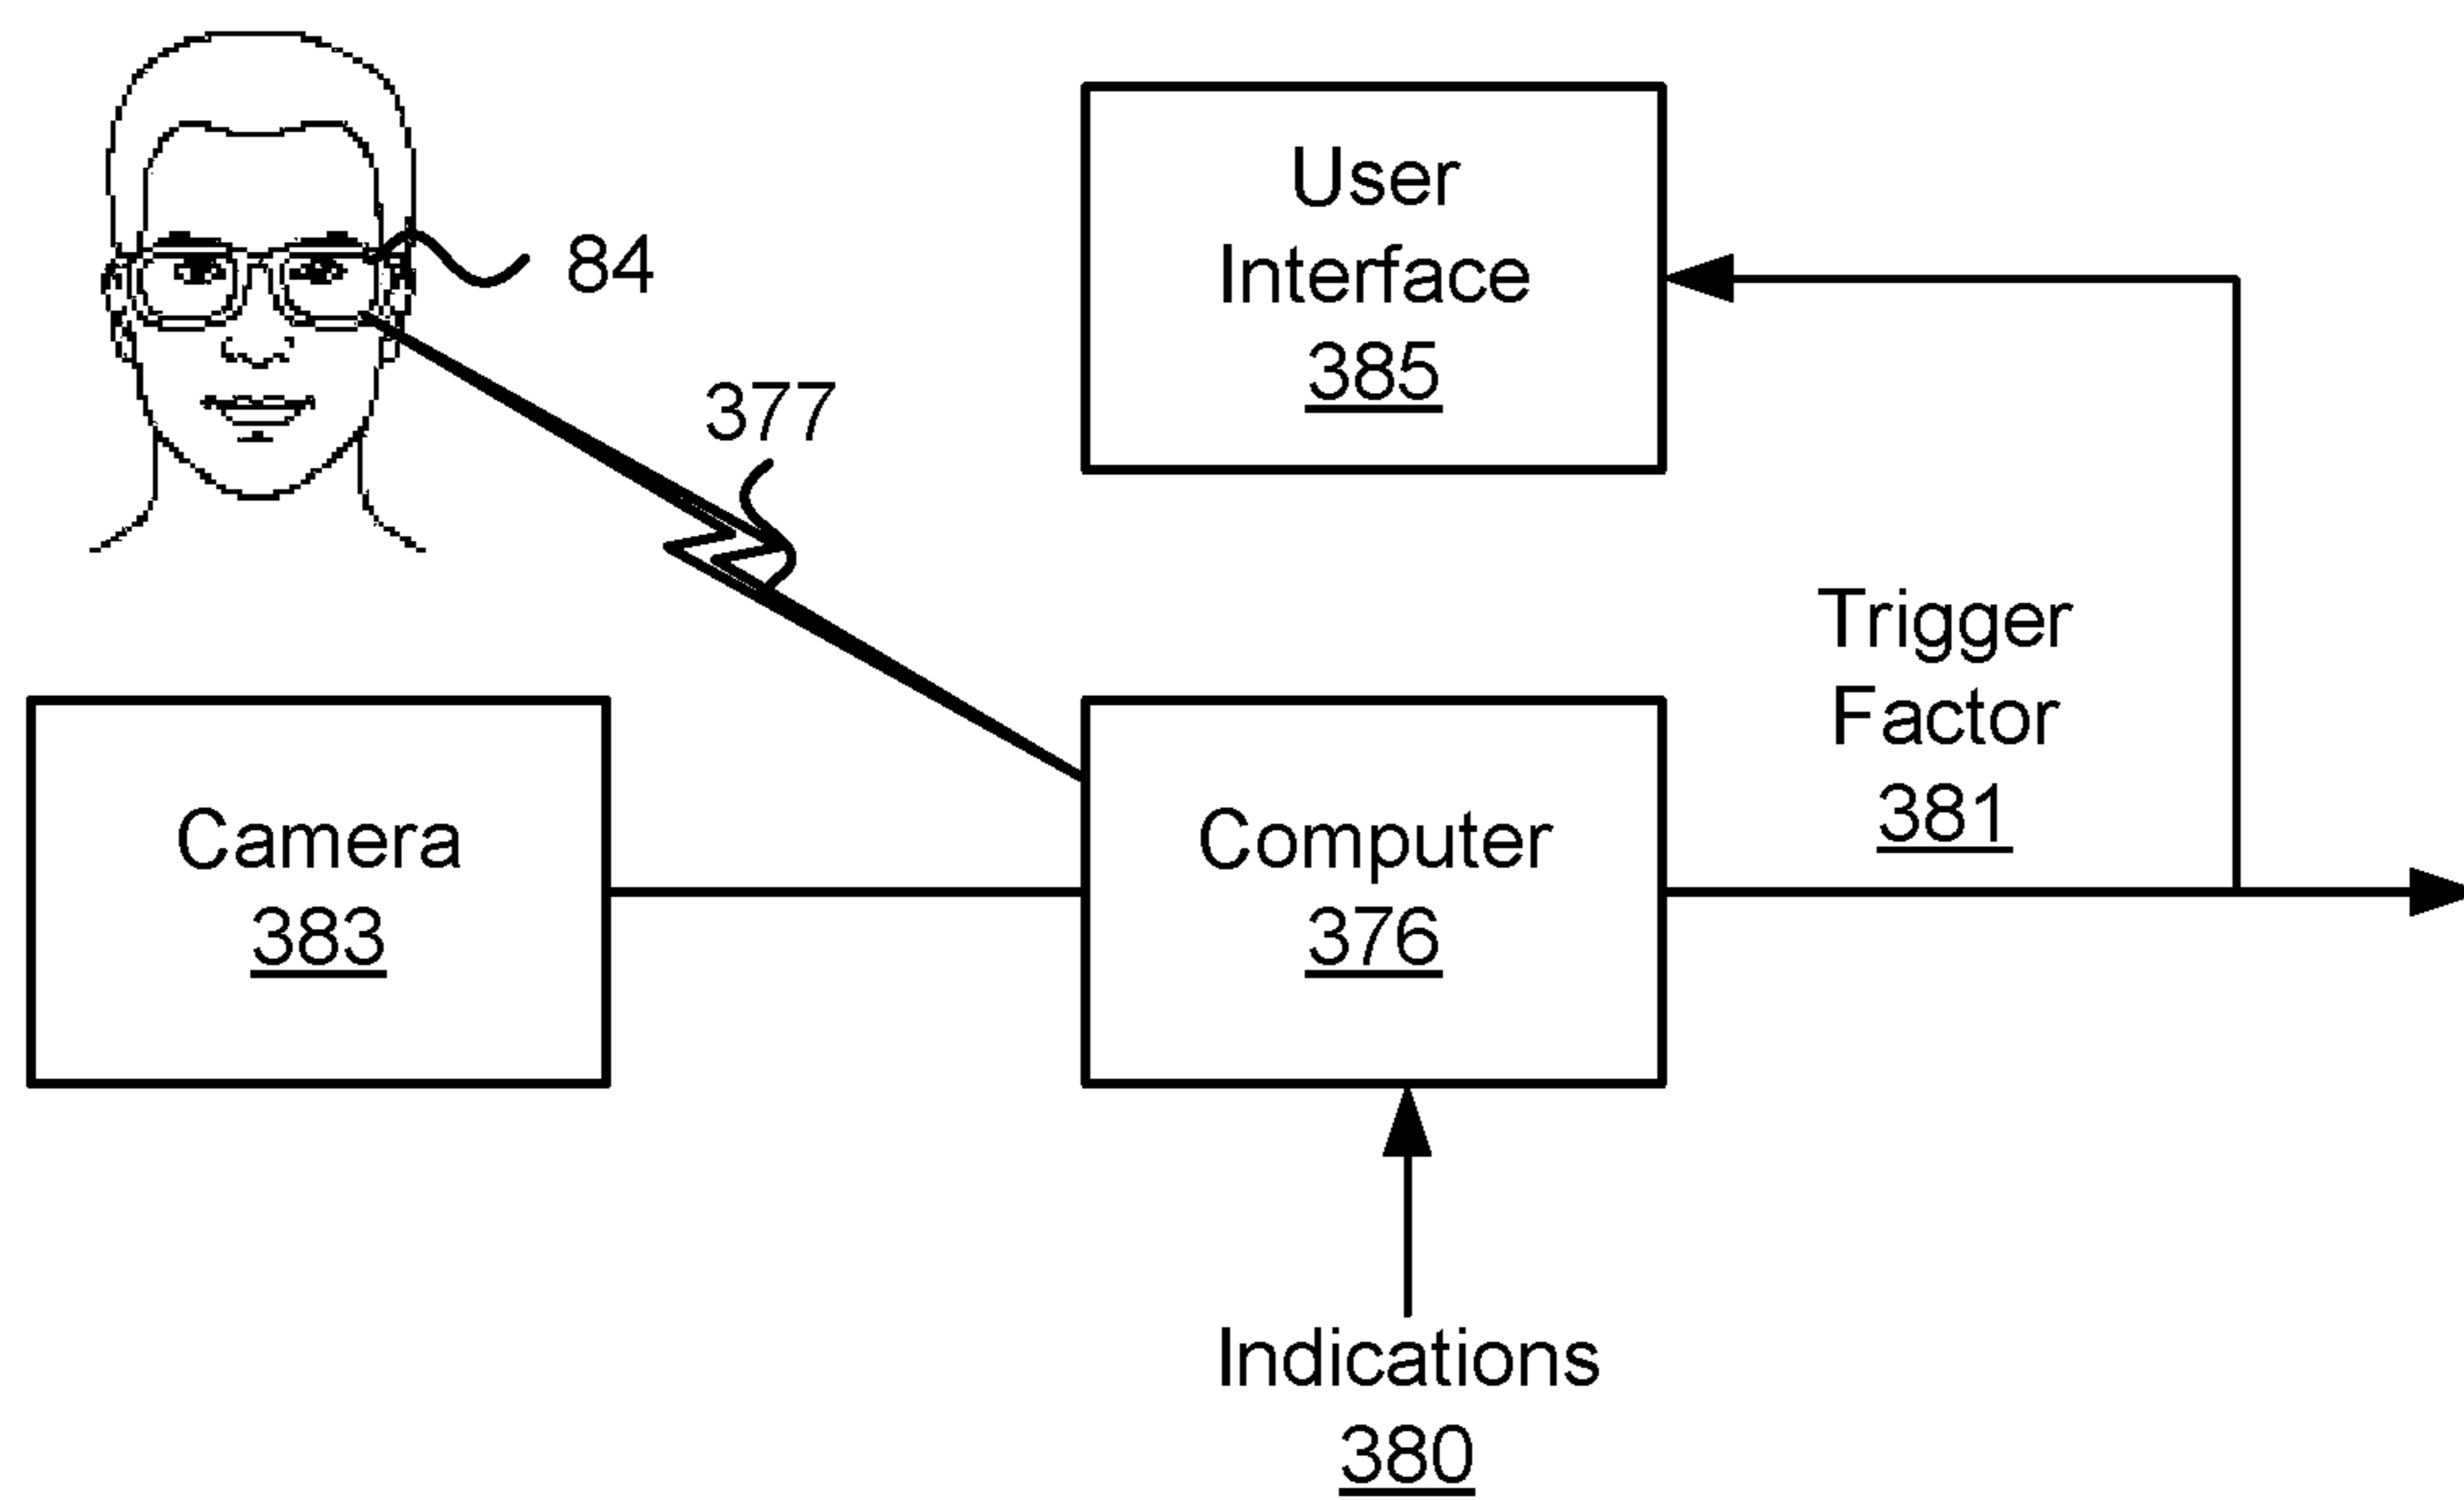 User
Interface
385
84
377
Trigger
Factor
381
Camera
383
Computer
376
Indications
380